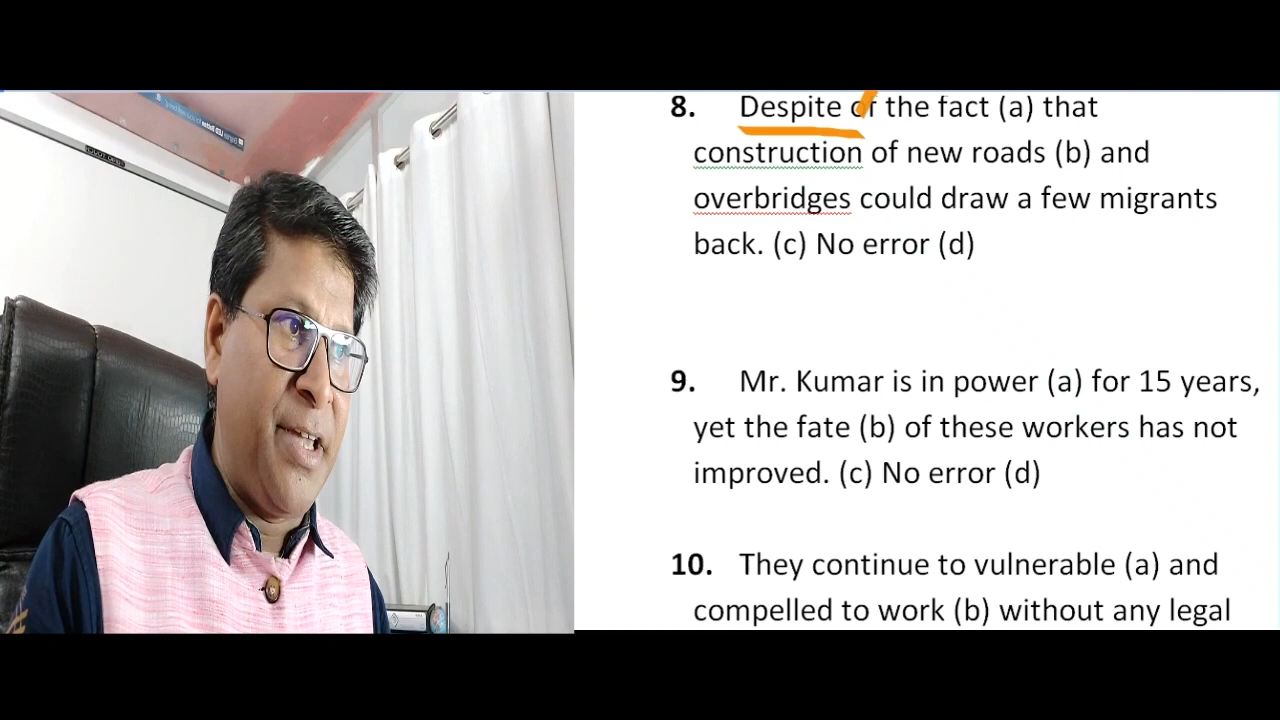 8. Despite of the fact (a) that
construction of new roads (b) and
overbridges could draw a few migrants
back. (c) No error (d)
9. Mr. Kumar is in power (a) for 15 years,
yet the fate (b) of these workers has not
improved. (c) No error (d)
10. They continue to vulnerable (a) and
compelled to work (b) without any legal